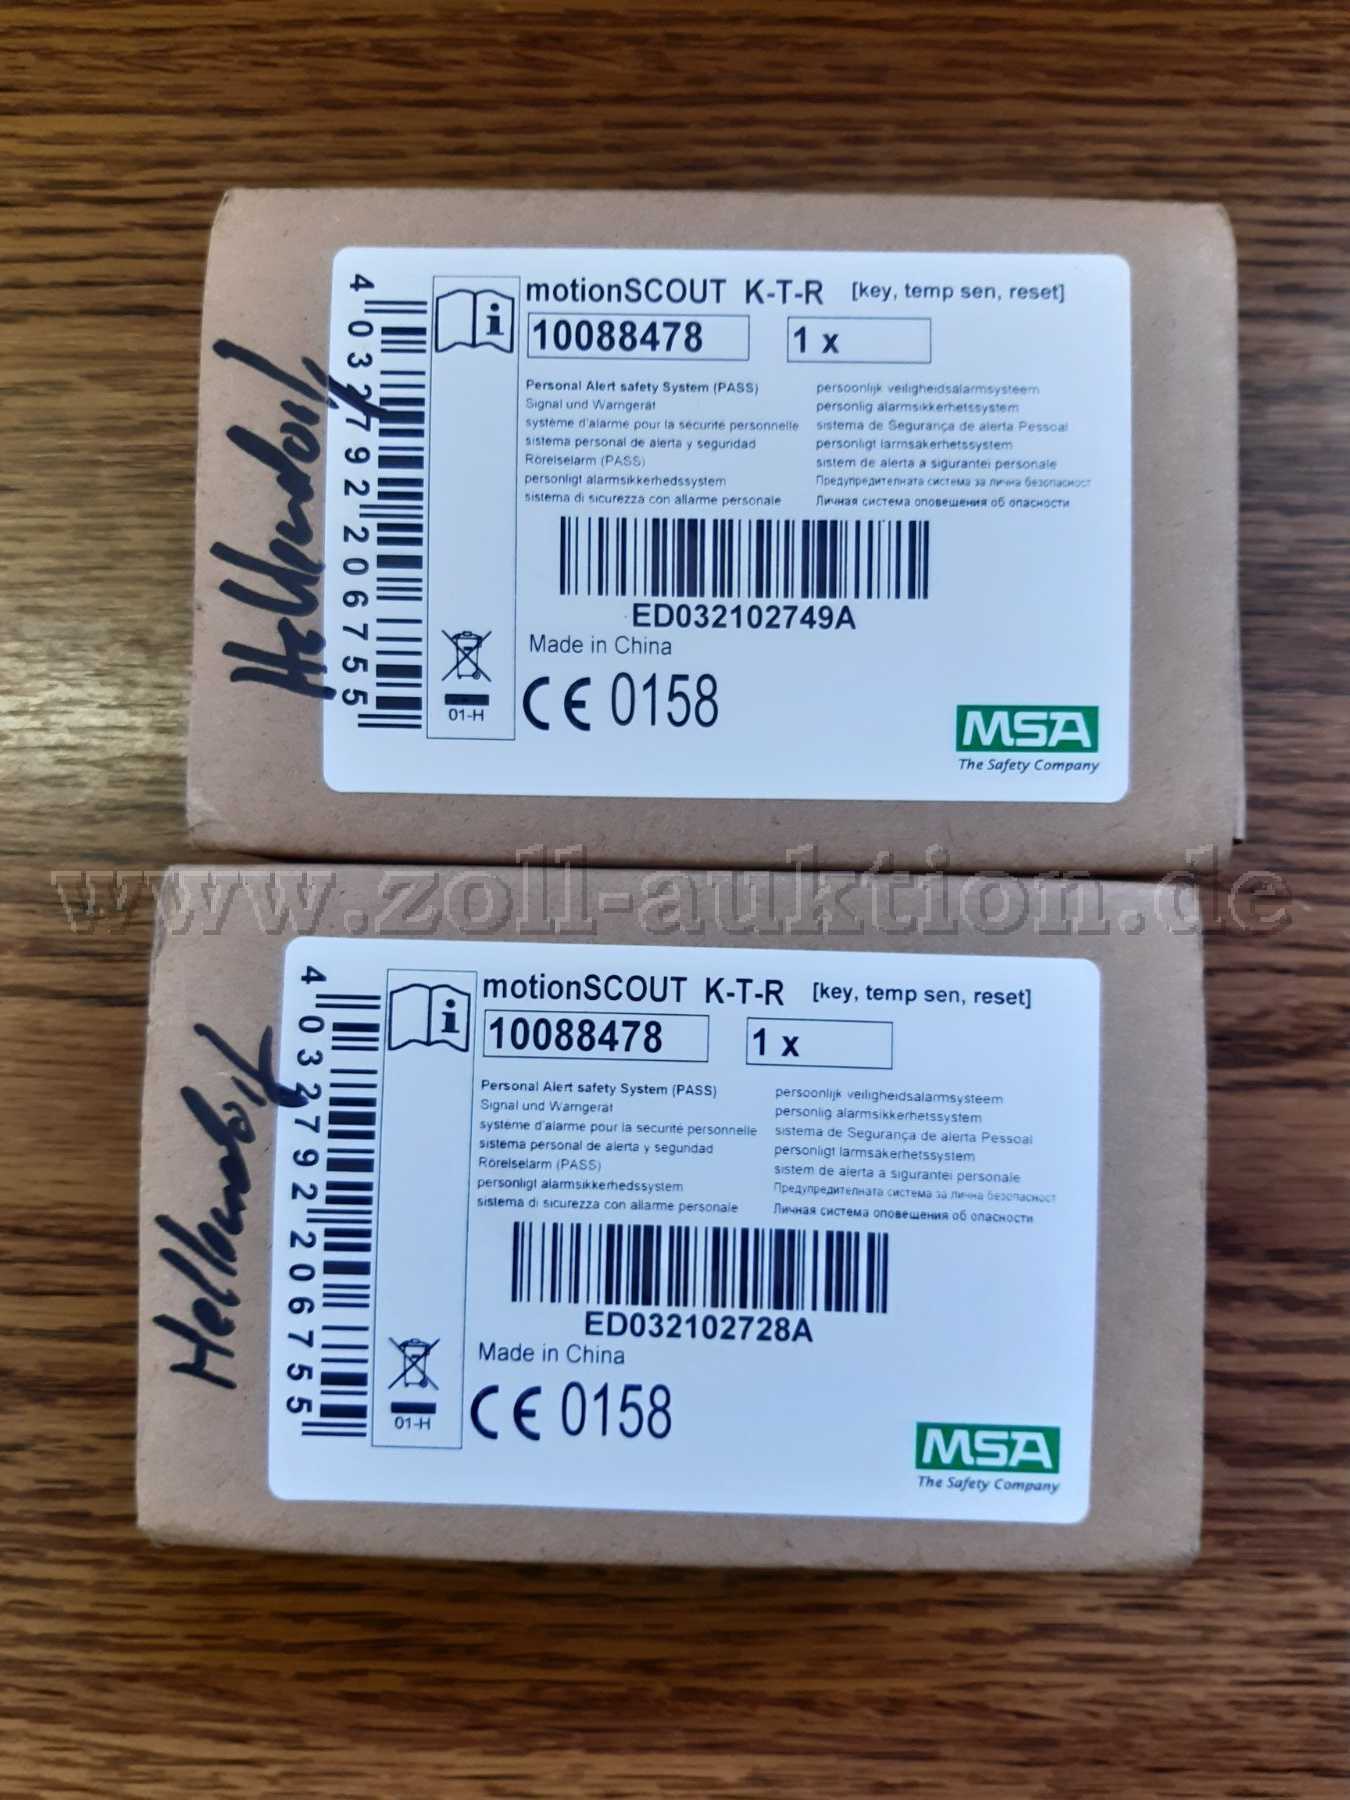 motionSCOUT K-T-R [key, temp sen, reset]
10088478 1 x
Personal Alert safety System (PASS)
Signal und Warngerät
système d'alarme pour la sécurité personnelle
sistema personal de alerta y seguridad
Rörelselarm (PASS)
personligt alarmsikkerhedssystem
sistema di sicurezza con allarme personale
persoonlijk veiligheidsalarmsysteem
personlig alarmsikkerhetssystem
sistema de Segurança de alerta Pessoal
personligt larmsäkerhetssystem
sistem de alerta a sigurantei personale
Предупредителната система за лична безопасност
Личная система оповещения об опасности
ED032102749A
Made in China
CE 0158
01-H
4032792206755
MSA
The Safety Company
www.zoll-auktion.de
motionSCOUT K-T-R [key, temp sen, reset]
10088478 1 x
Personal Alert safety System (PASS)
Signal und Warngerät
système d'alarme pour la sécurité personnelle
sistema personal de alerta y seguridad
Rörelselarm (PASS)
personligt alarmsikkerhedssystem
sistema di sicurezza con allarme personale
persoonlijk veiligheidsalarmsysteem
personlig alarmsikkerhetssystem
sistema de Segurança de alerta Pessoal
personligt larmsäkerhetssystem
sistem de alerta a sigurantei personale
Предупредителната система за лична безопасност
Личная система оповещения об опасности
ED032102728A
Made in China
CE 0158
01-H
4032792206755
MSA
The Safety Company